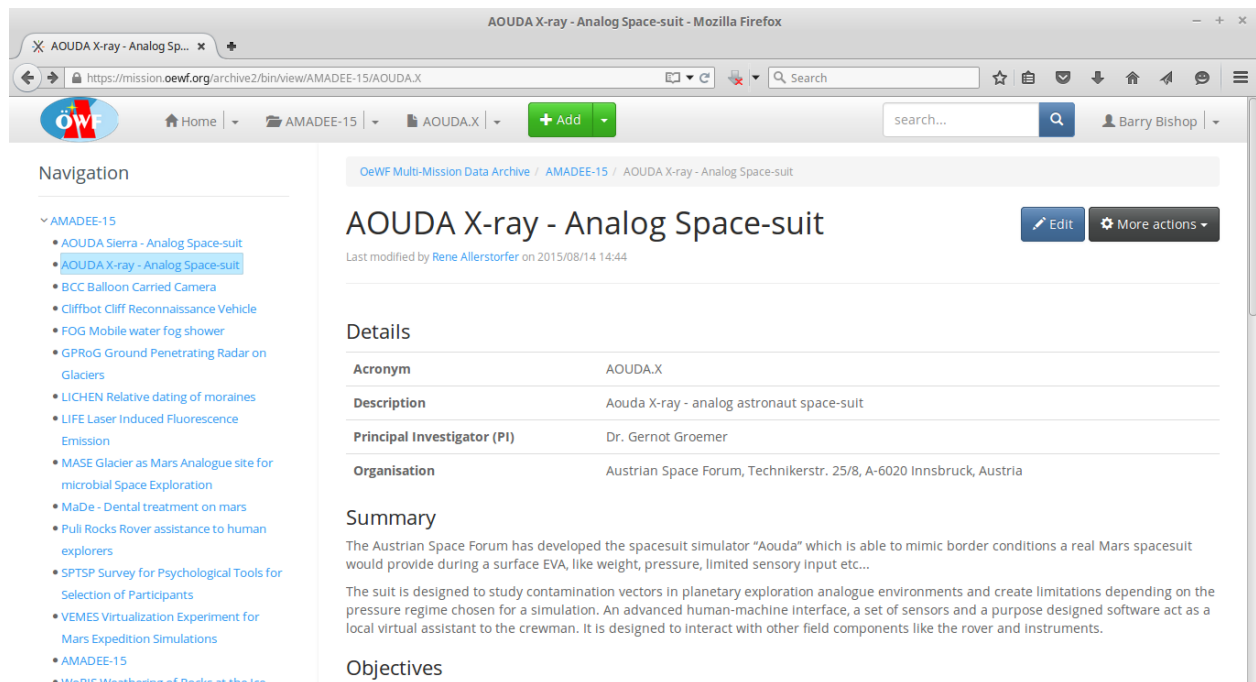 AOUDA X-ray - Analog Space-suit - Mozilla Firefox
AOUDA X-ray - Analog Sp...
https://mission.oewf.org/archive2/bin/view/AMADEE-15/AOUDA.X
Search
ÖWF
Home
AMADEE-15
AOUDA.X
Add
search...
Barry Bishop
Navigation
AMADEE-15
AOUDA Sierra - Analog Space-suit
AOUDA X-ray - Analog Space-suit
BCC Balloon Carried Camera
Cliffbot Cliff Reconnaissance Vehicle
FOG Mobile water fog shower
GPRoG Ground Penetrating Radar on
Glaciers
LICHEN Relative dating of moraines
LIFE Laser Induced Fluorescence
Emission
MASE Glacier as Mars Analogue site for
microbial Space Exploration
MaDe - Dental treatment on mars
Puli Rocks Rover assistance to human
explorers
SPTSP Survey for Psychological Tools for
Selection of Participants
VEMES Virtualization Experiment for
Mars Expedition Simulations
AMADEE-15
OeWF Multi-Mission Data Archive / AMADEE-15 / AOUDA X-ray - Analog Space-suit
AOUDA X-ray - Analog Space-suit
Edit
More actions
Last modified by Rene Allerstorfer on 2015/08/14 14:44
Details
Acronym AOUDA.X
Description Aouda X-ray - analog astronaut space-suit
Principal Investigator (PI) Dr. Gernot Groemer
Organisation Austrian Space Forum, Technikerstr. 25/8, A-6020 Innsbruck, Austria
Summary
The Austrian Space Forum has developed the spacesuit simulator “Aouda” which is able to mimic border conditions a real Mars spacesuit
would provide during a surface EVA, like weight, pressure, limited sensory input etc...
The suit is designed to study contamination vectors in planetary exploration analogue environments and create limitations depending on the
pressure regime chosen for a simulation. An advanced human-machine interface, a set of sensors and a purpose designed software act as a
local virtual assistant to the crewman. It is designed to interact with other field components like the rover and instruments.
Objectives